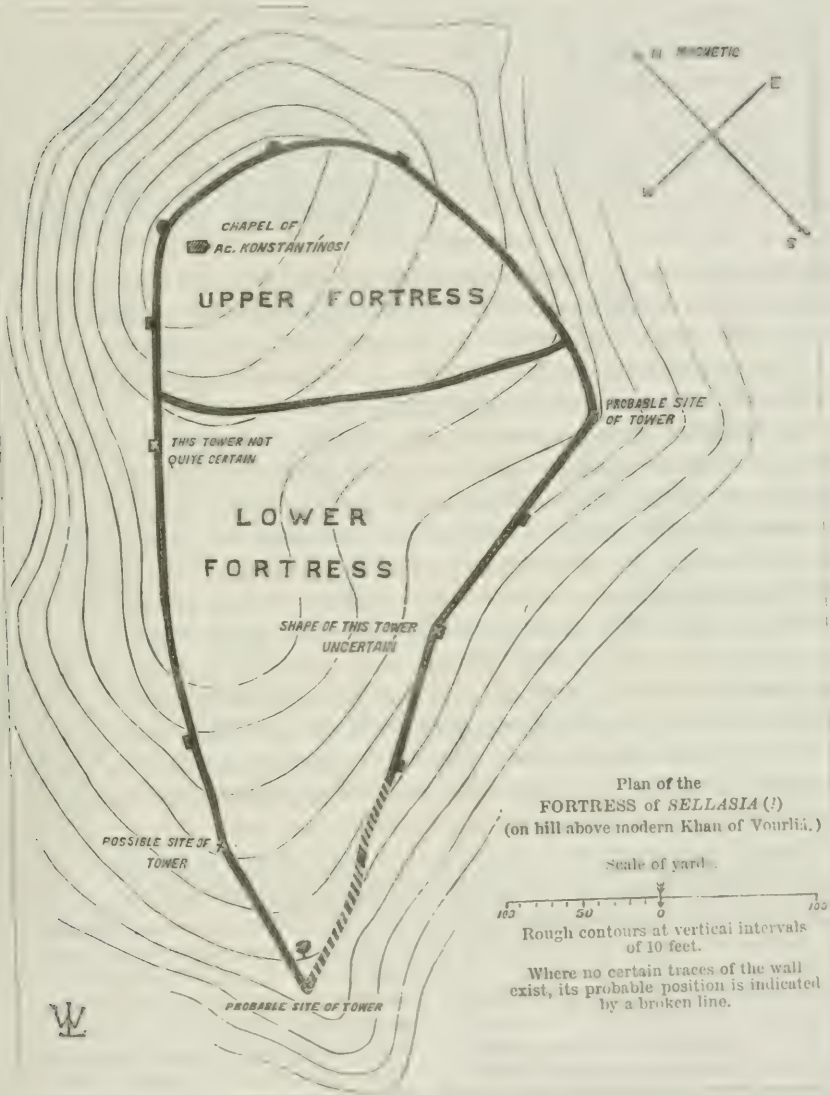 N MAGNETIC
E
W
S
CHAPEL OF
AG. KONSTANTÍNOS
UPPER FORTRESS
PROBABLE SITE
OF TOWER
THIS TOWER NOT
QUITE CERTAIN
LOWER
FORTRESS
SHAPE OF THIS TOWER
UNCERTAIN
POSSIBLE SITE OF
TOWER
PROBABLE SITE OF TOWER
Plan of the
FORTRESS of SELLASIA (?)
(on hill above modern Khan of Vourliá.)
Scale of yards.
100 50 0 100
Rough contours at vertical intervals
of 10 feet.
Where no certain traces of the wall
exist, its probable position is indicated
by a broken line.